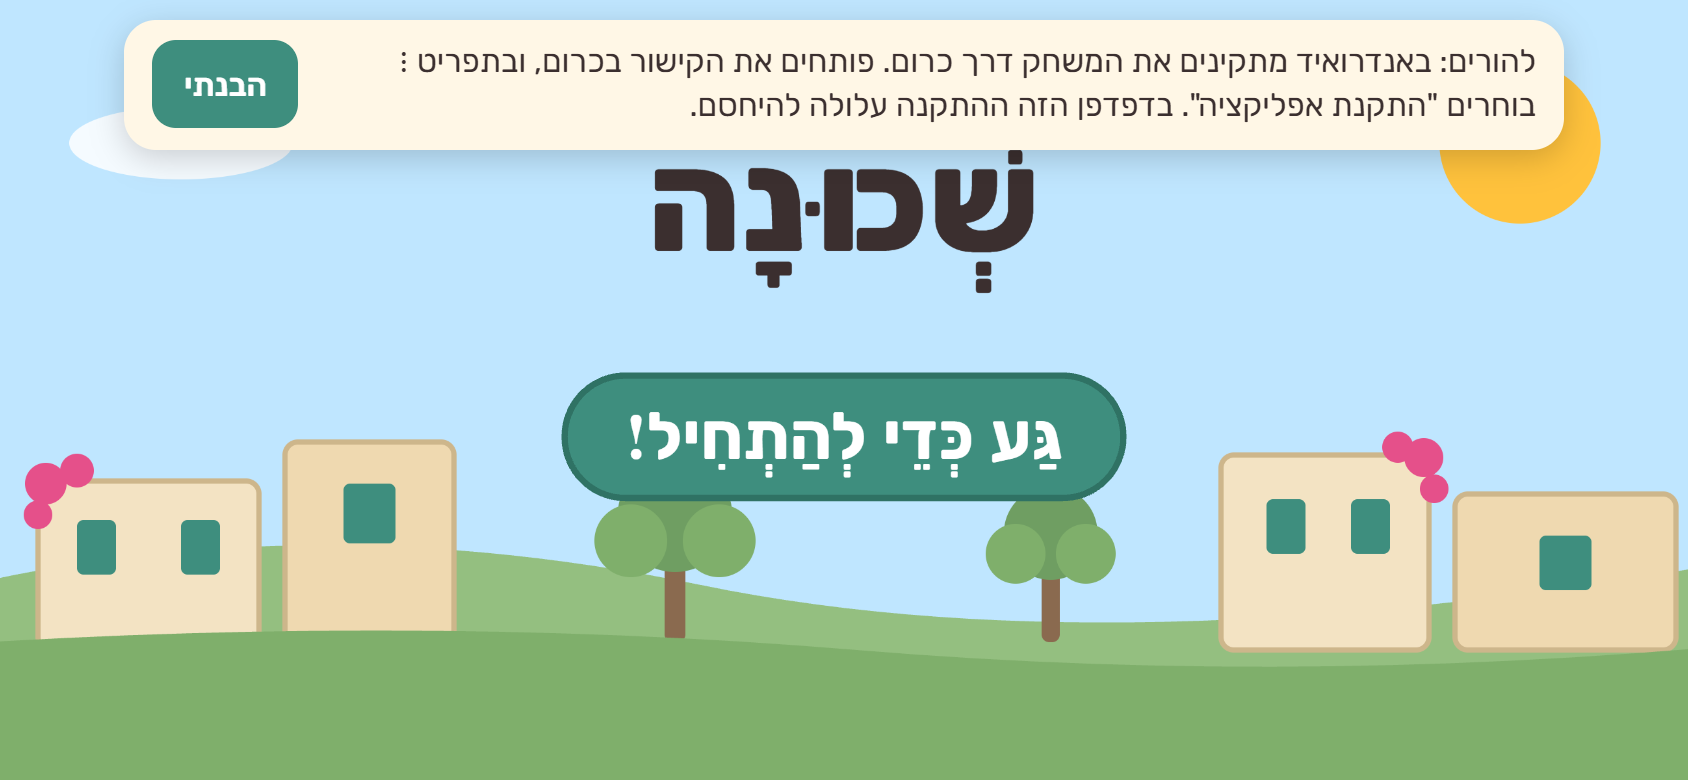 להורים: באנדרואיד מתקינים את המשחק דרך כרום. פותחים את הקישור בכרום, ובתפריט ⋮
בוחרים "התקנת אפליקציה". בדפדפן הזה ההתקנה עלולה להיחסם.
הבנתי
שְׁכוּנָה
גַּע כְּדֵי לְהַתְחִיל!